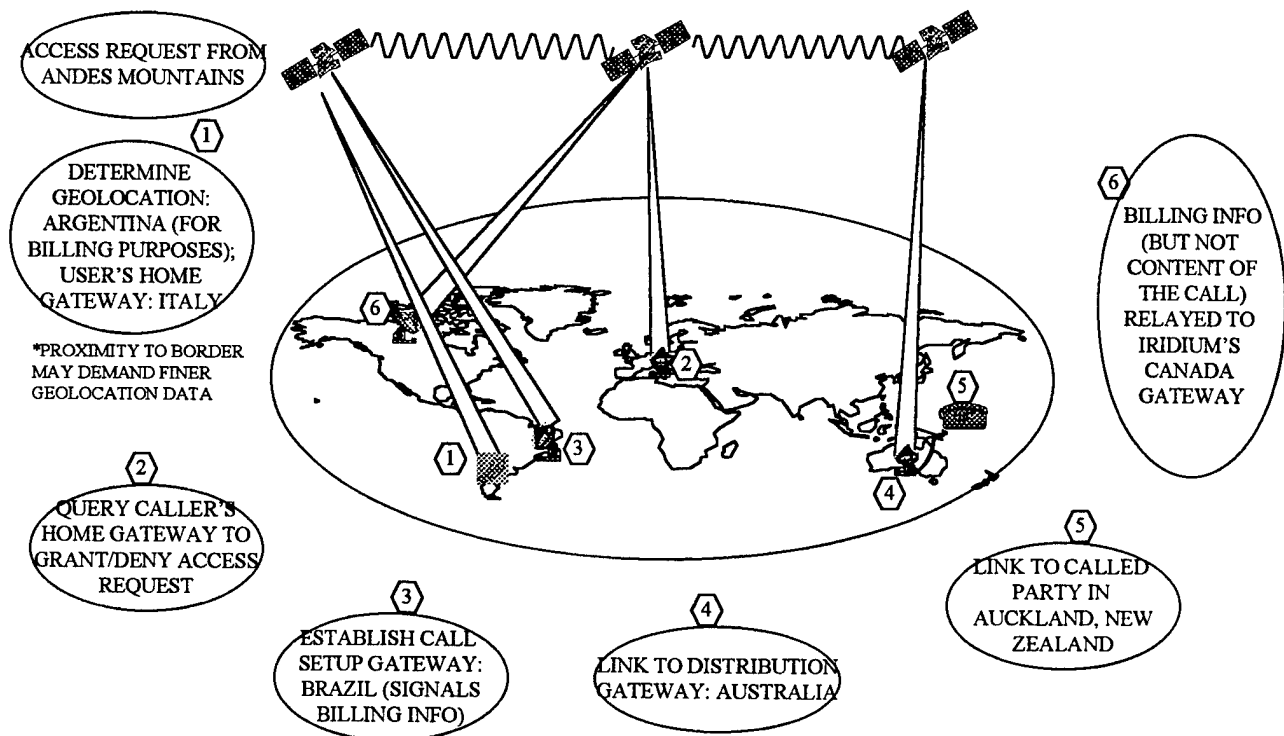 ACCESS REQUEST FROM
ANDES MOUNTAINS
1
DETERMINE
GEOLOCATION:
ARGENTINA (FOR
BILLING PURPOSES);
USER'S HOME
GATEWAY: ITALY
*PROXIMITY TO BORDER
MAY DEMAND FINER
GEOLOCATION DATA
2
QUERY CALLER'S
HOME GATEWAY TO
GRANT/DENY ACCESS
REQUEST
3
ESTABLISH CALL
SETUP GATEWAY:
BRAZIL (SIGNALS
BILLING INFO)
4
LINK TO DISTRIBUTION
GATEWAY: AUSTRALIA
5
LINK TO CALLED
PARTY IN
AUCKLAND, NEW
ZEALAND
6
BILLING INFO
(BUT NOT
CONTENT OF
THE CALL)
RELAYED TO
IRIDIUM'S
CANADA
GATEWAY
6
2
5
3
1
4